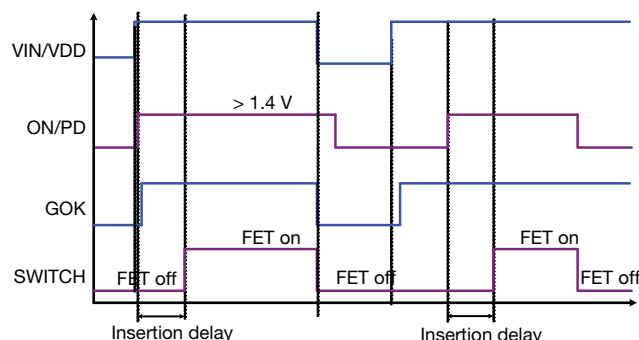 VIN/VDD
> 1.4 V
ON/PD
GOK
FET on
FET on
SWITCH
FET off
FET off
FET off
Insertion delay
Insertion delay